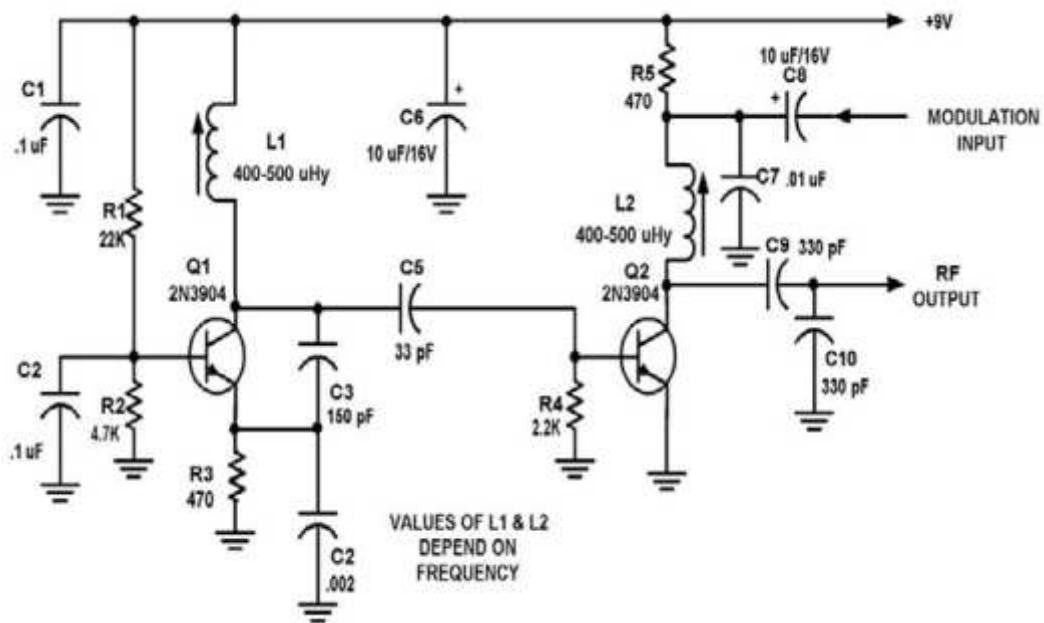 +9V
10 uF/16V
C8
+
MODULATION
INPUT
R5
470
C1
.1 uF
L1
400-500 uHy
+
C6
10 uF/16V
C7 .01 uF
L2
400-500 uHy
R1
22K
Q1
2N3904
C5
33 pF
Q2
2N3904
C9 330 pF
RF
OUTPUT
C10
330 pF
C2
.1 uF
R2
4.7K
C3
150 pF
R4
2.2K
R3
470
C2
.002
VALUES OF L1 & L2
DEPEND ON
FREQUENCY